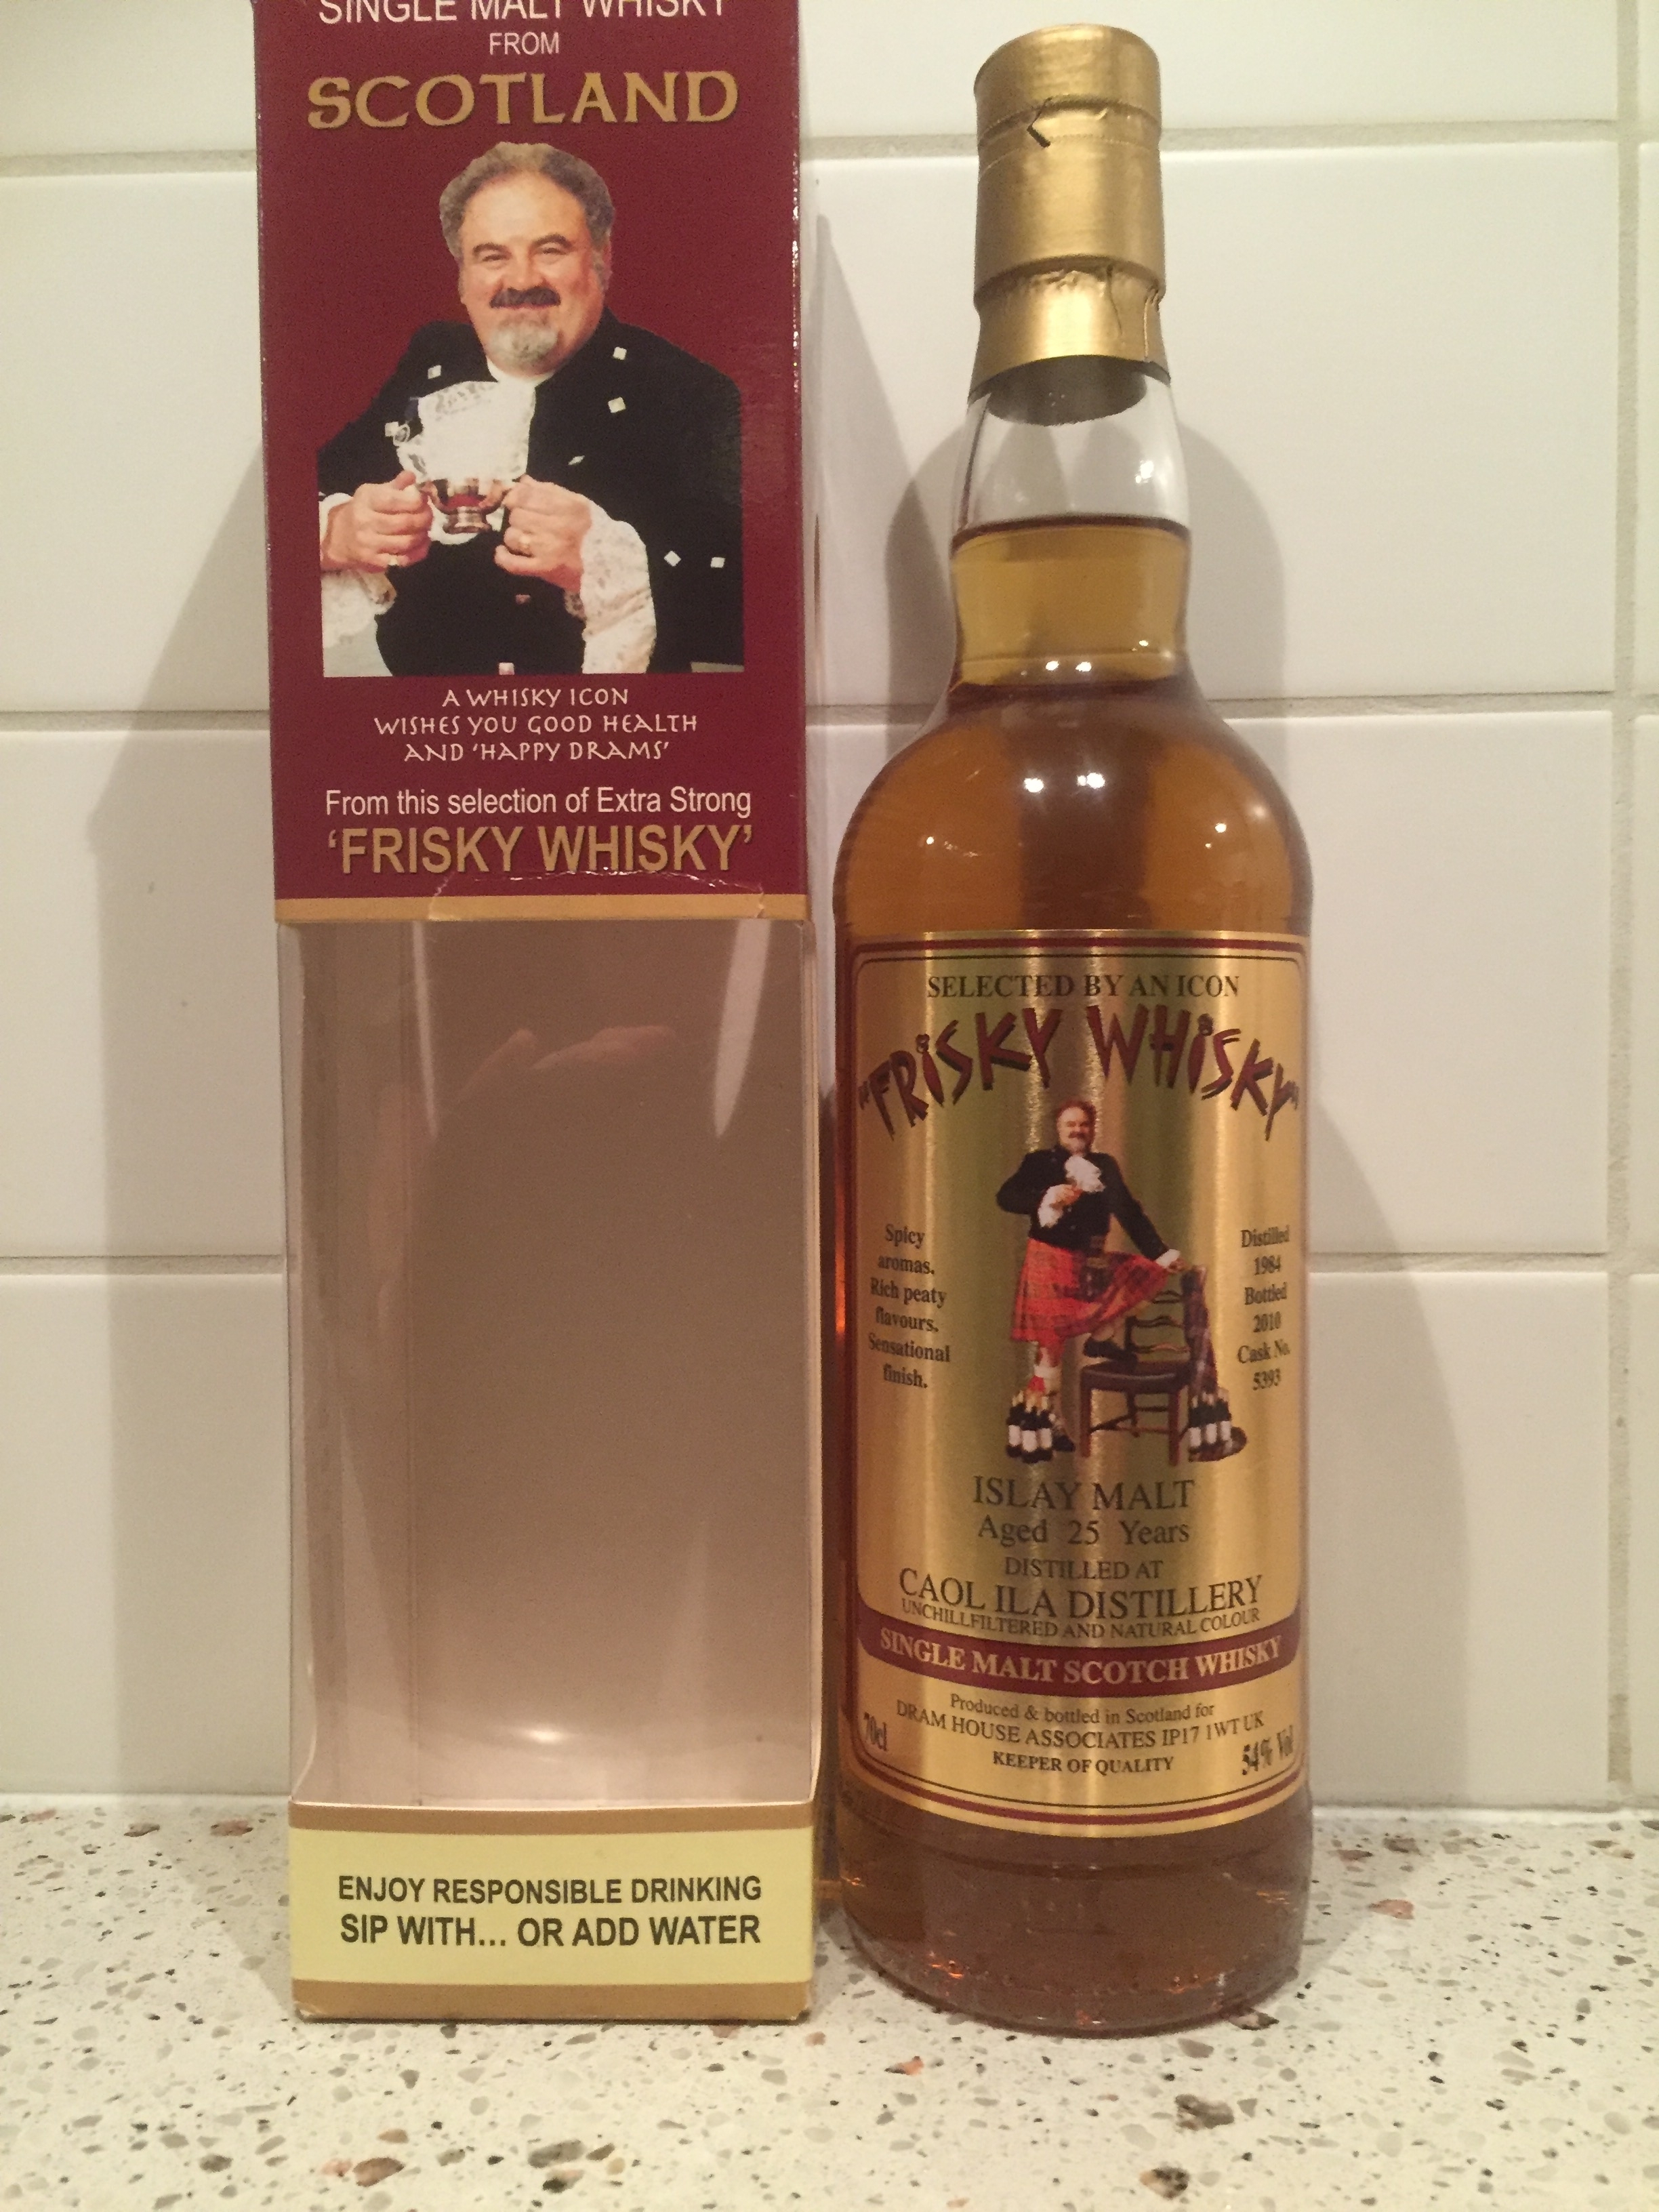 SINGLE MALT WHISKY
FROM
SCOTLAND
A WHISKY ICON
WISHES YOU GOOD HEALTH
AND 'HAPPY DRAMS'
From this selection of Extra Strong
'FRISKY WHISKY'
ENJOY RESPONSIBLE DRINKING
SIP WITH... OR ADD WATER
SELECTED BY AN ICON
"FRiSKY WHiSKY"
Spicy
aromas.
Rich peaty
flavours.
Sensational
finish.
Distilled
1984
Bottled
2010
Cask No.
5393
ISLAY MALT
Aged 25 Years
DISTILLED AT
CAOL ILA DISTILLERY
UNCHILLFILTERED AND NATURAL COLOUR
SINGLE MALT SCOTCH WHISKY
Produced & bottled in Scotland for
DRAM HOUSE ASSOCIATES IP17 1WT UK
KEEPER OF QUALITY
70cl
54% Vol